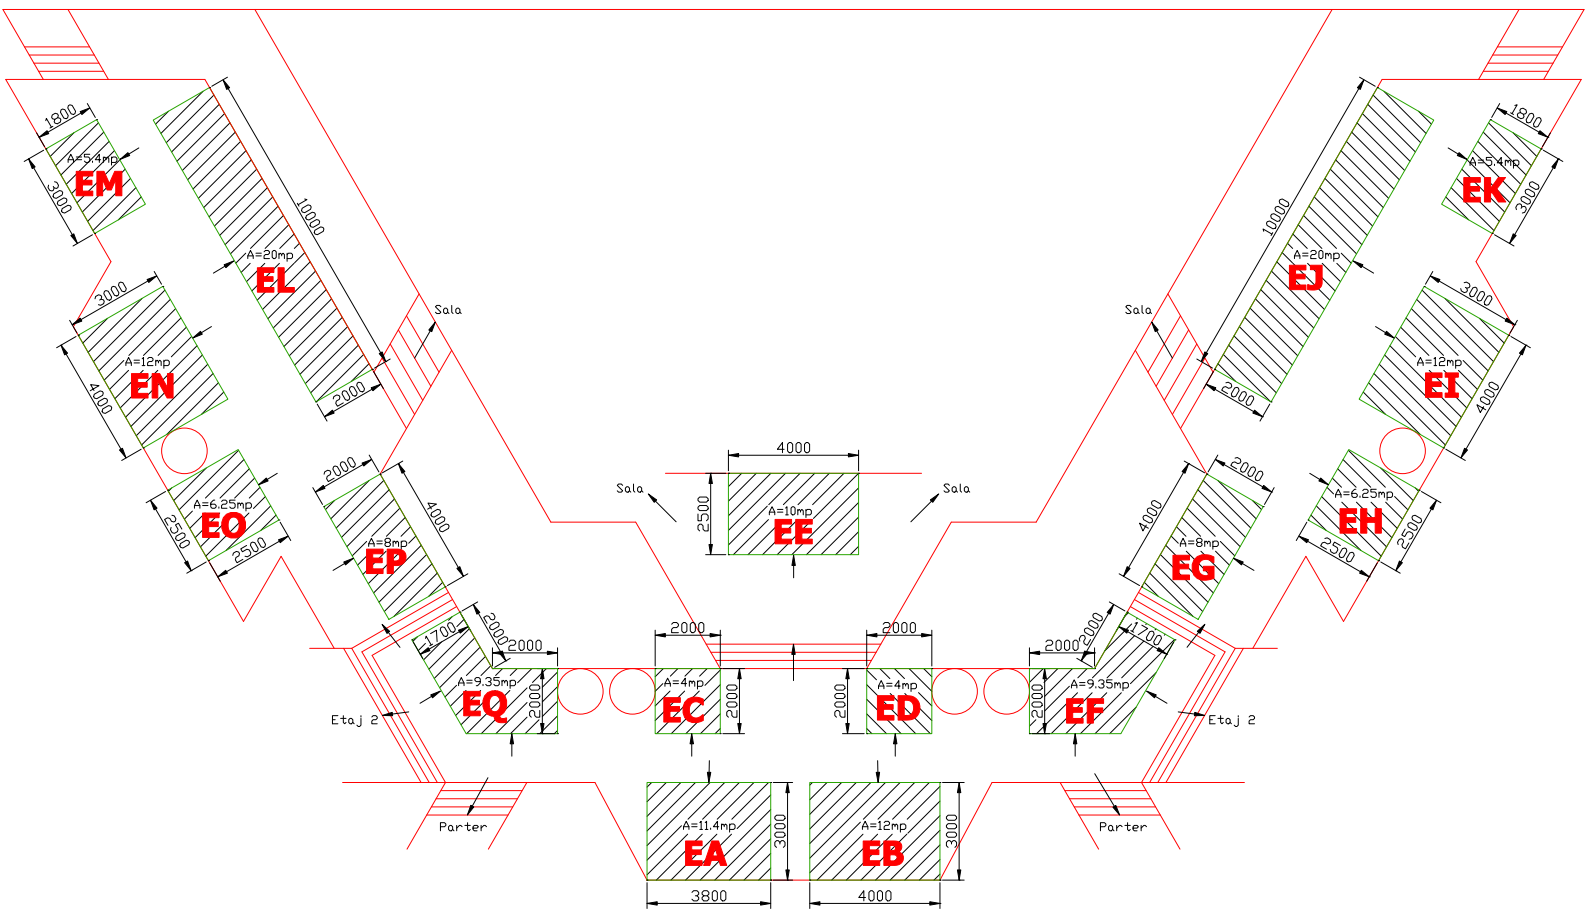 1800
A=5.4mp
EM
3000
10000
A=20mp
EL
2000
3000
A=12mp
EN
4000
Sala
A=6.25mp
EO
2500
2500
2000
4000
A=8mp
EP
4000
2500
A=10mp
EE
Sala
Sala
1800
A=5.4mp
EK
3000
10000
A=20mp
EJ
2000
3000
A=12mp
EI
4000
Sala
A=6.25mp
EH
2500
2500
2000
4000
A=8mp
EG
2000
1700
2000
A=9.35mp
EQ
2000
Etaj 2
2000
A=4mp
EC
2000
2000
2000
A=4mp
ED
2000
2000
1700
2000
A=9.35mp
EF
Etaj 2
Parter
A=11.4mp
EA
3000
3800
A=12mp
EB
3000
4000
Parter